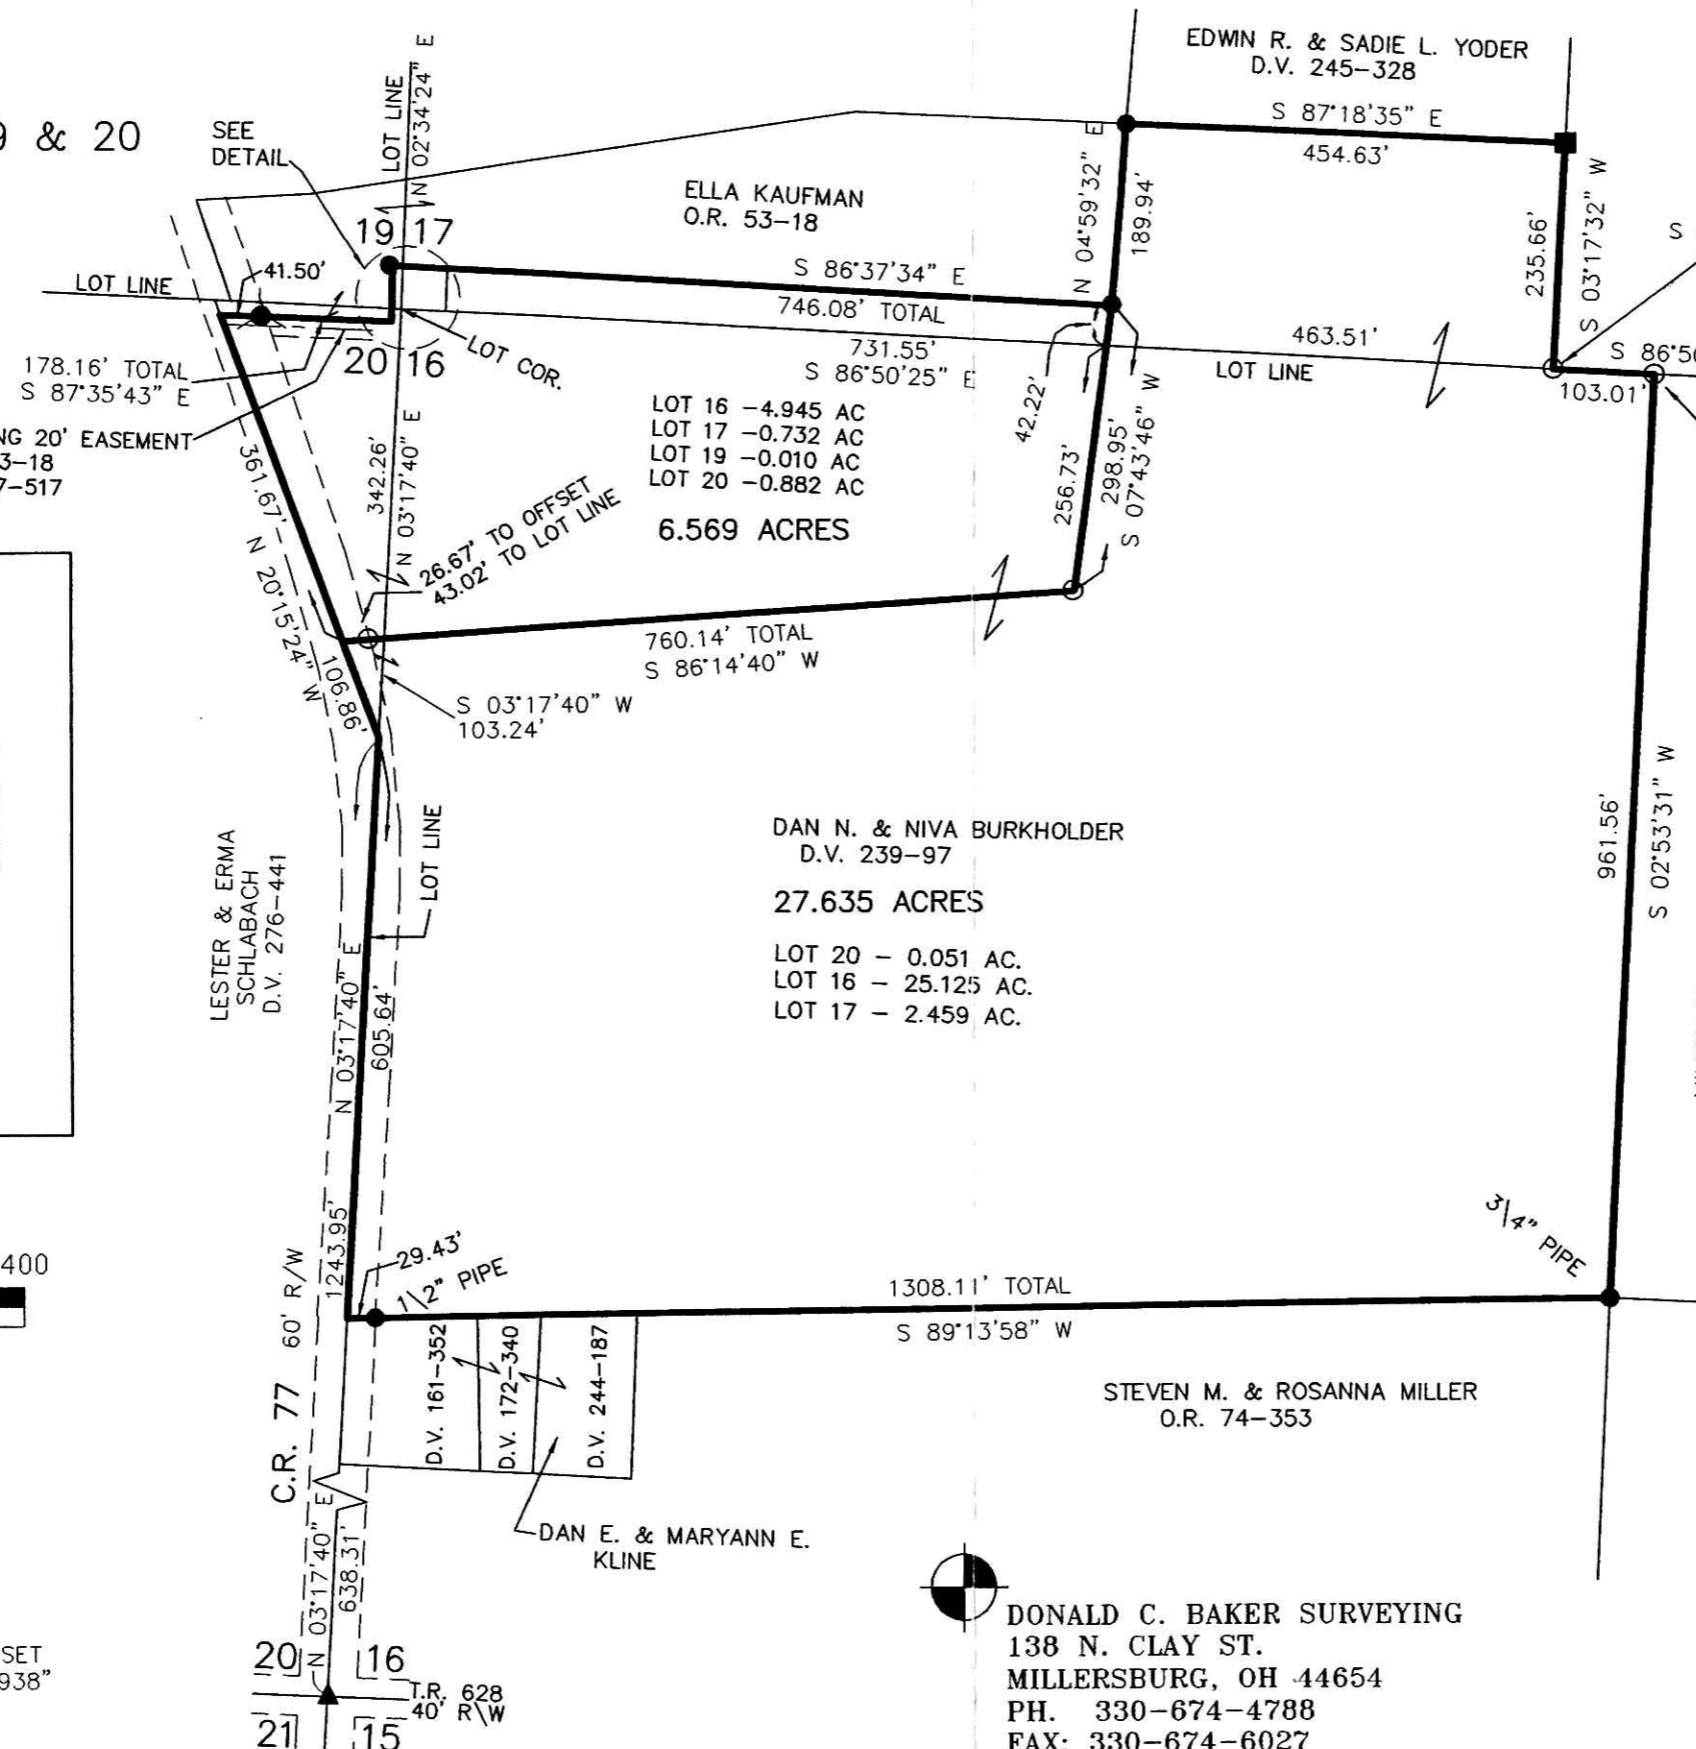 9 & 20
SEE
DETAIL
LOT LINE
N 02°34'24" E
EDWIN R. & SADIE L. YODER
D.V. 245-328
S 87°18'35" E
454.63'
ELLA KAUFMAN
O.R. 53-18
N 04°59'32" E
189.94'
235.66'
S 03°17'32" W
S
19 17
41.50'
LOT LINE
S 86°37'34" E
746.08' TOTAL
731.55'
S 86°50'25" E
463.51'
LOT LINE
S 86°50
103.01'
20 16
LOT COR.
178.16' TOTAL
S 87°35'43" E
NG 20' EASEMENT
3-18
7-517
42.22'
LOT 16 -4.945 AC
LOT 17 -0.732 AC
LOT 19 -0.010 AC
LOT 20 -0.882 AC
6.569 ACRES
342.26'
N 03°17'40" E
361.67'
N 20°15'24" W
106.86'
26.67' TO OFFSET
43.02' TO LOT LINE
256.73'
298.95'
S 07°43'46" W
760.14' TOTAL
S 86°14'40" W
S 03°17'40" W
103.24'
LESTER & ERMA
SCHLABACH
D.V. 276-441
LOT LINE
DAN N. & NIVA BURKHOLDER
D.V. 239-97
27.635 ACRES
LOT 20 - 0.051 AC.
LOT 16 - 25.125 AC.
LOT 17 - 2.459 AC.
961.56'
S 02°53'31" W
N 03°17'40" E
605.64'
1243.95'
60' R/W
C.R. 77
400
29.43'
1\2" PIPE
3/4" PIPE
1308.11' TOTAL
S 89°13'58" W
D.V. 161-352
D.V. 172-340
D.V. 244-187
STEVEN M. & ROSANNA MILLER
O.R. 74-353
DAN E. & MARYANN E.
KLINE
N 03°17'40" E
638.31'
SET
938"
20 16
T.R. 628
40' R\W
21 15
DONALD C. BAKER SURVEYING
138 N. CLAY ST.
MILLERSBURG, OH 44654
PH. 330-674-4788
FAX: 330-674-6027